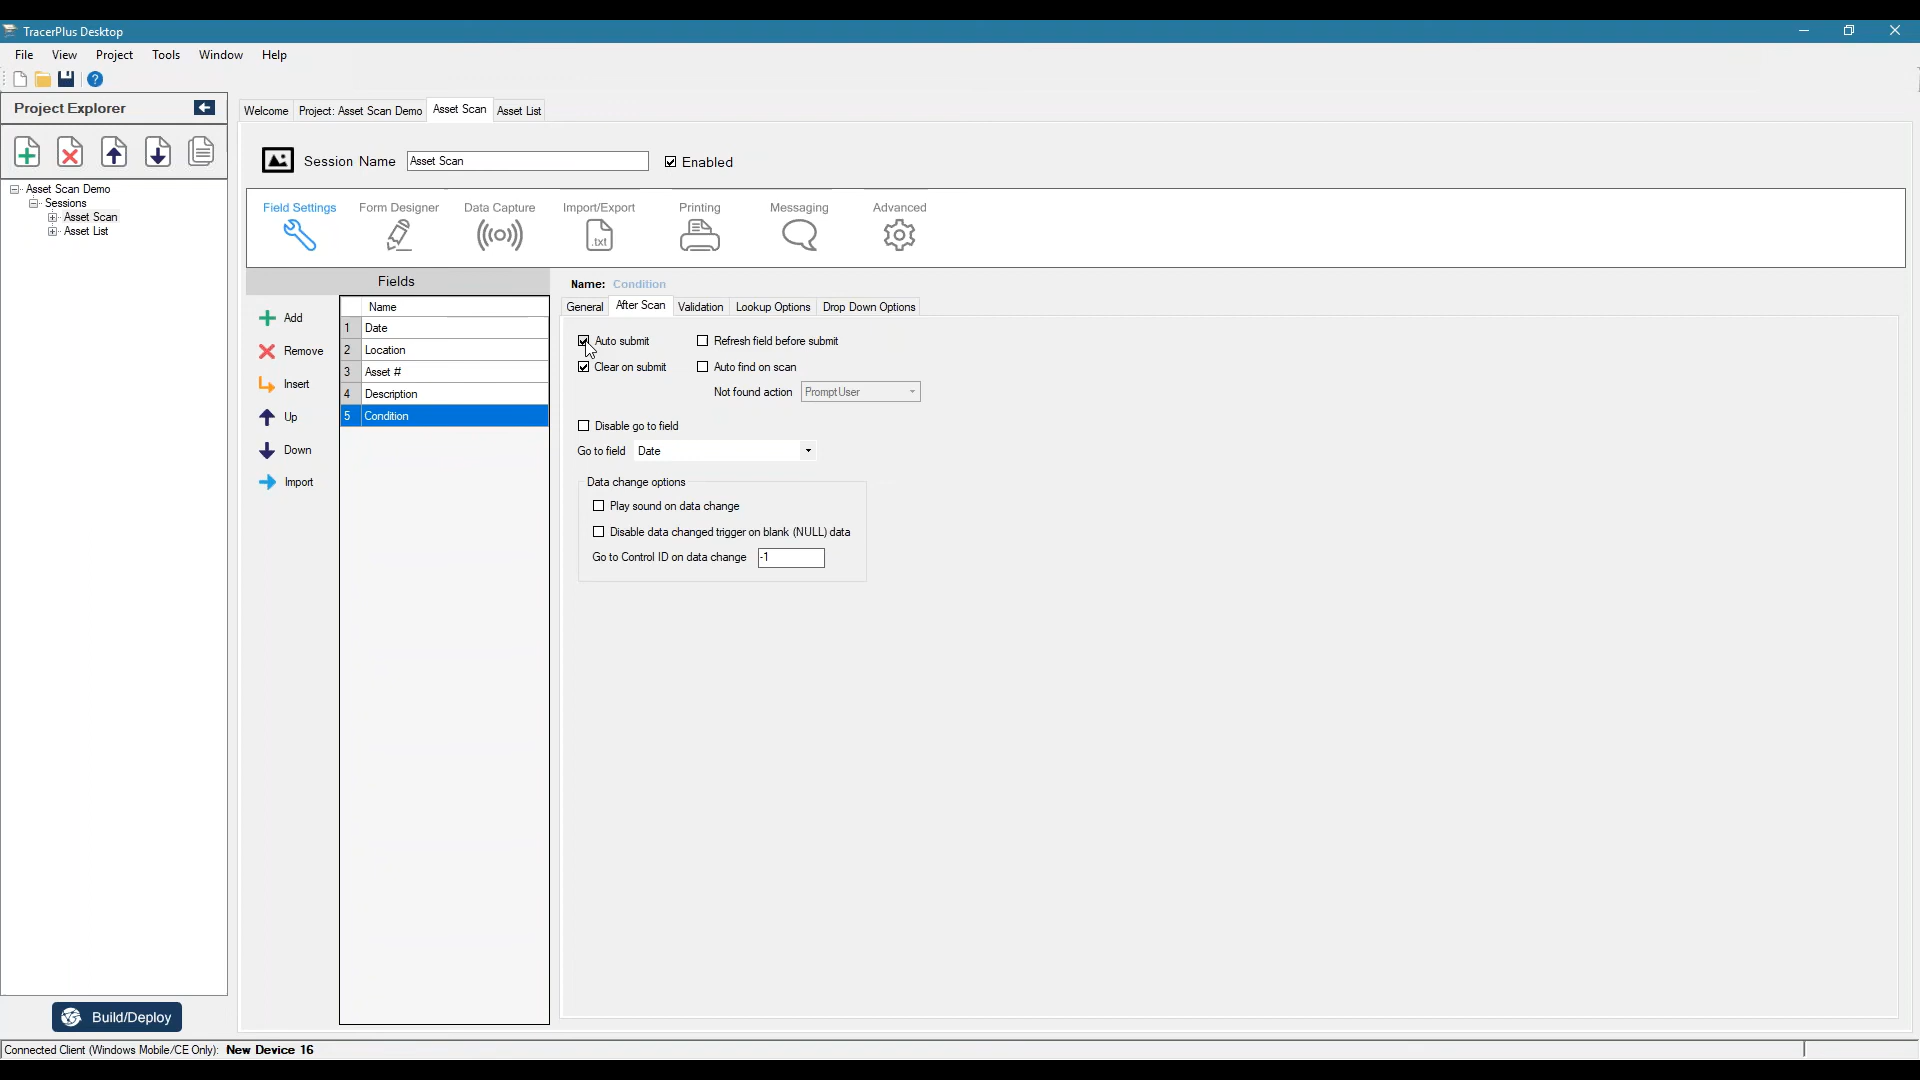 TracerPlus Desktop
File View Project Tools Window Help
Project Explorer
Asset Scan Demo
Sessions
Asset Scan
Asset List
Build/Deploy
Welcome Project: Asset Scan Demo Asset Scan Asset List
Session Name Asset Scan Enabled
Field Settings Form Designer Data Capture Import/Export Printing Messaging Advanced
.txt
Fields
Add
Remove
Insert
Up
Down
Import
Name
1 Date
2 Location
3 Asset #
4 Description
5 Condition
Name: Condition
General After Scan Validation Lookup Options Drop Down Options
Auto submit Refresh field before submit
Clear on submit Auto find on scan
Not found action PromptUser
Disable go to field
Go to field Date
Data change options
Play sound on data change
Disable data changed trigger on blank (NULL) data
Go to Control ID on data change -1
Connected Client (Windows Mobile/CE Only): New Device 16